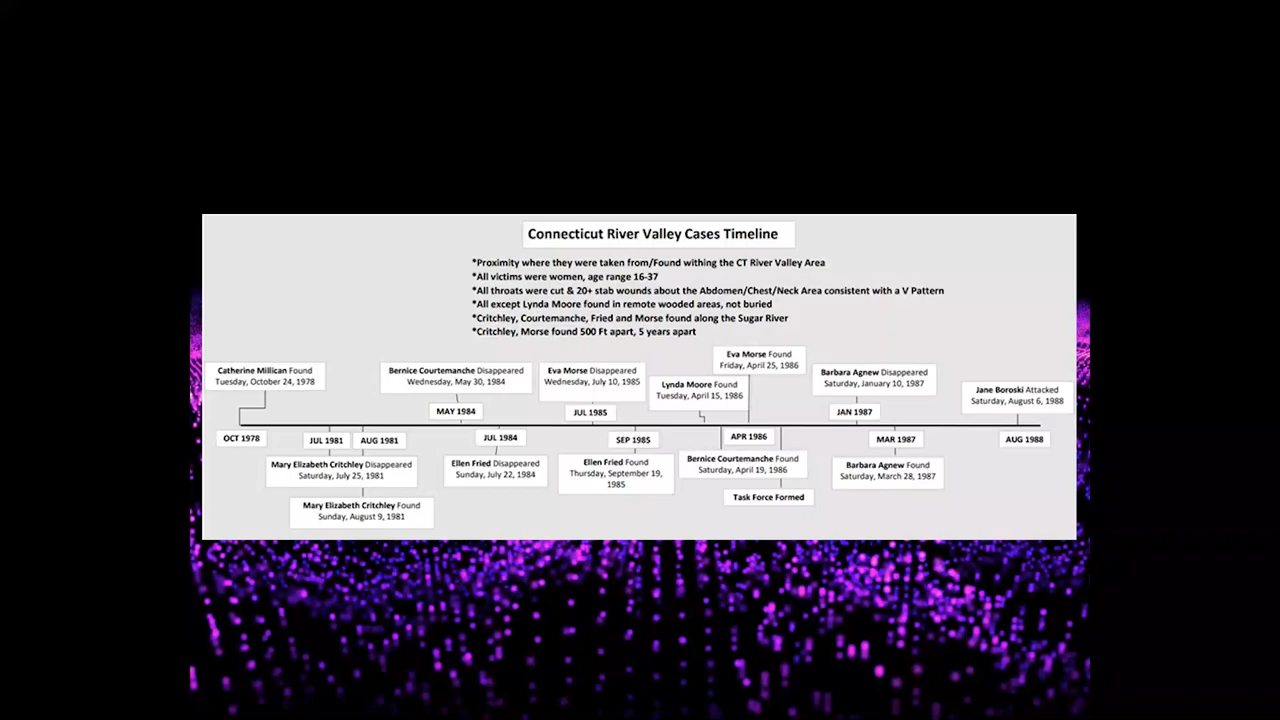 Connecticut River Valley Cases Timeline
*Proximity where they were taken from/Found withing the CT River Valley Area
*All victims were women, age range 16-37
*All throats were cut & 20+ stab wounds about the Abdomen/Chest/Neck Area consistent with a V Pattern
*All except Lynda Moore found in remote wooded areas, not buried
*Critchley, Courtemanche, Fried and Morse found along the Sugar River
*Critchley, Morse found 500 Ft apart, 5 years apart
Catherine Millican Found
Tuesday, October 24, 1978
Bernice Courtemanche Disappeared
Wednesday, May 30, 1984
Eva Morse Disappeared
Wednesday, July 10, 1985
Lynda Moore Found
Tuesday, April 15, 1986
Eva Morse Found
Friday, April 25, 1986
Barbara Agnew Disappeared
Saturday, January 10, 1987
Jane Boroski Attacked
Saturday, August 6, 1988
MAY 1984
JUL 1985
JAN 1987
OCT 1978
JUL 1981
AUG 1981
JUL 1984
SEP 1985
APR 1986
MAR 1987
AUG 1988
Mary Elizabeth Critchley Disappeared
Saturday, July 25, 1981
Mary Elizabeth Critchley Found
Sunday, August 9, 1981
Ellen Fried Disappeared
Sunday, July 22, 1984
Ellen Fried Found
Thursday, September 19,
1985
Bernice Courtemanche Found
Saturday, April 19, 1986
Task Force Formed
Barbara Agnew Found
Saturday, March 28, 1987